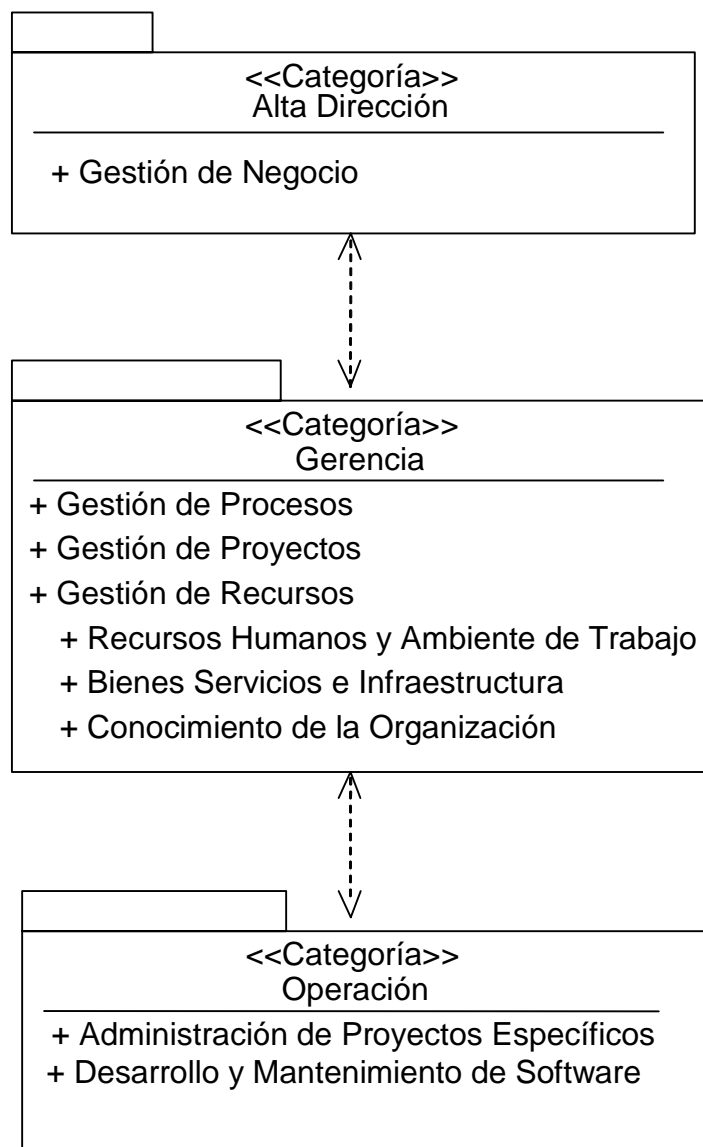 <<Categoría>>
Alta Dirección
+ Gestión de Negocio
<<Categoría>>
Gerencia
+ Gestión de Procesos
+ Gestión de Proyectos
+ Gestión de Recursos
+ Recursos Humanos y Ambiente de Trabajo
+ Bienes Servicios e Infraestructura
+ Conocimiento de la Organización
<<Categoría>>
Operación
+ Administración de Proyectos Específicos
+ Desarrollo y Mantenimiento de Software